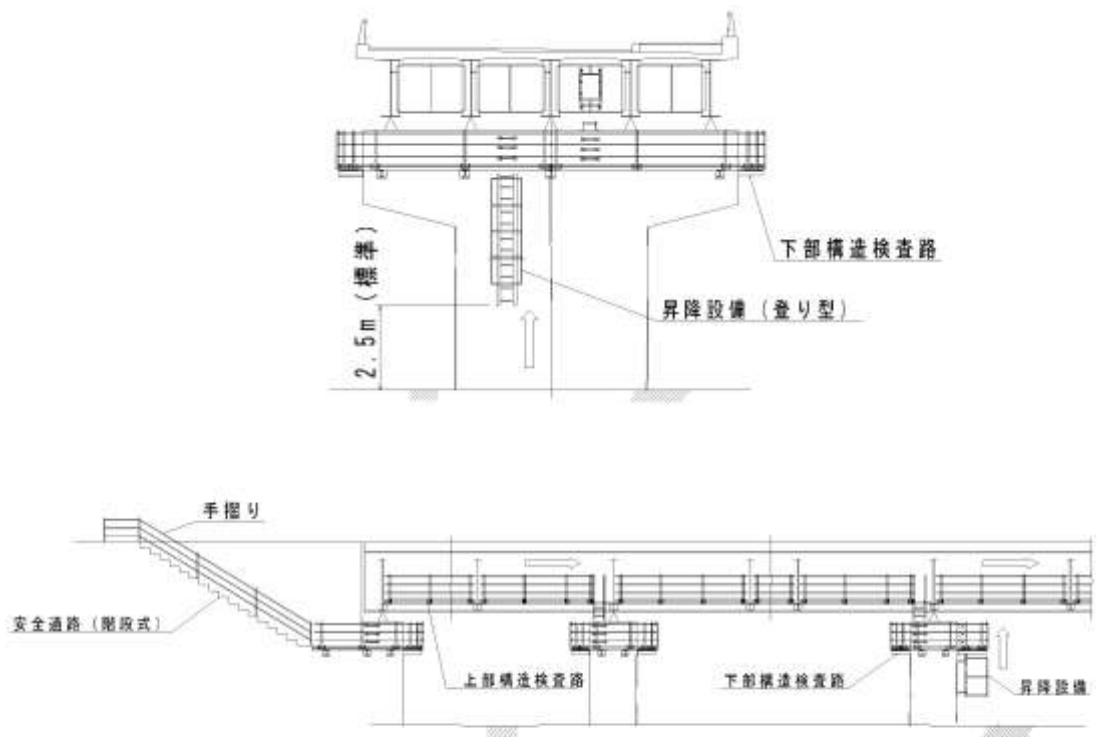 下部構造検査路
昇降設備（登り型）
2.5m（標準）
手摺り
安全通路（階段式）
上部構造検査路
下部構造検査路
昇降設備